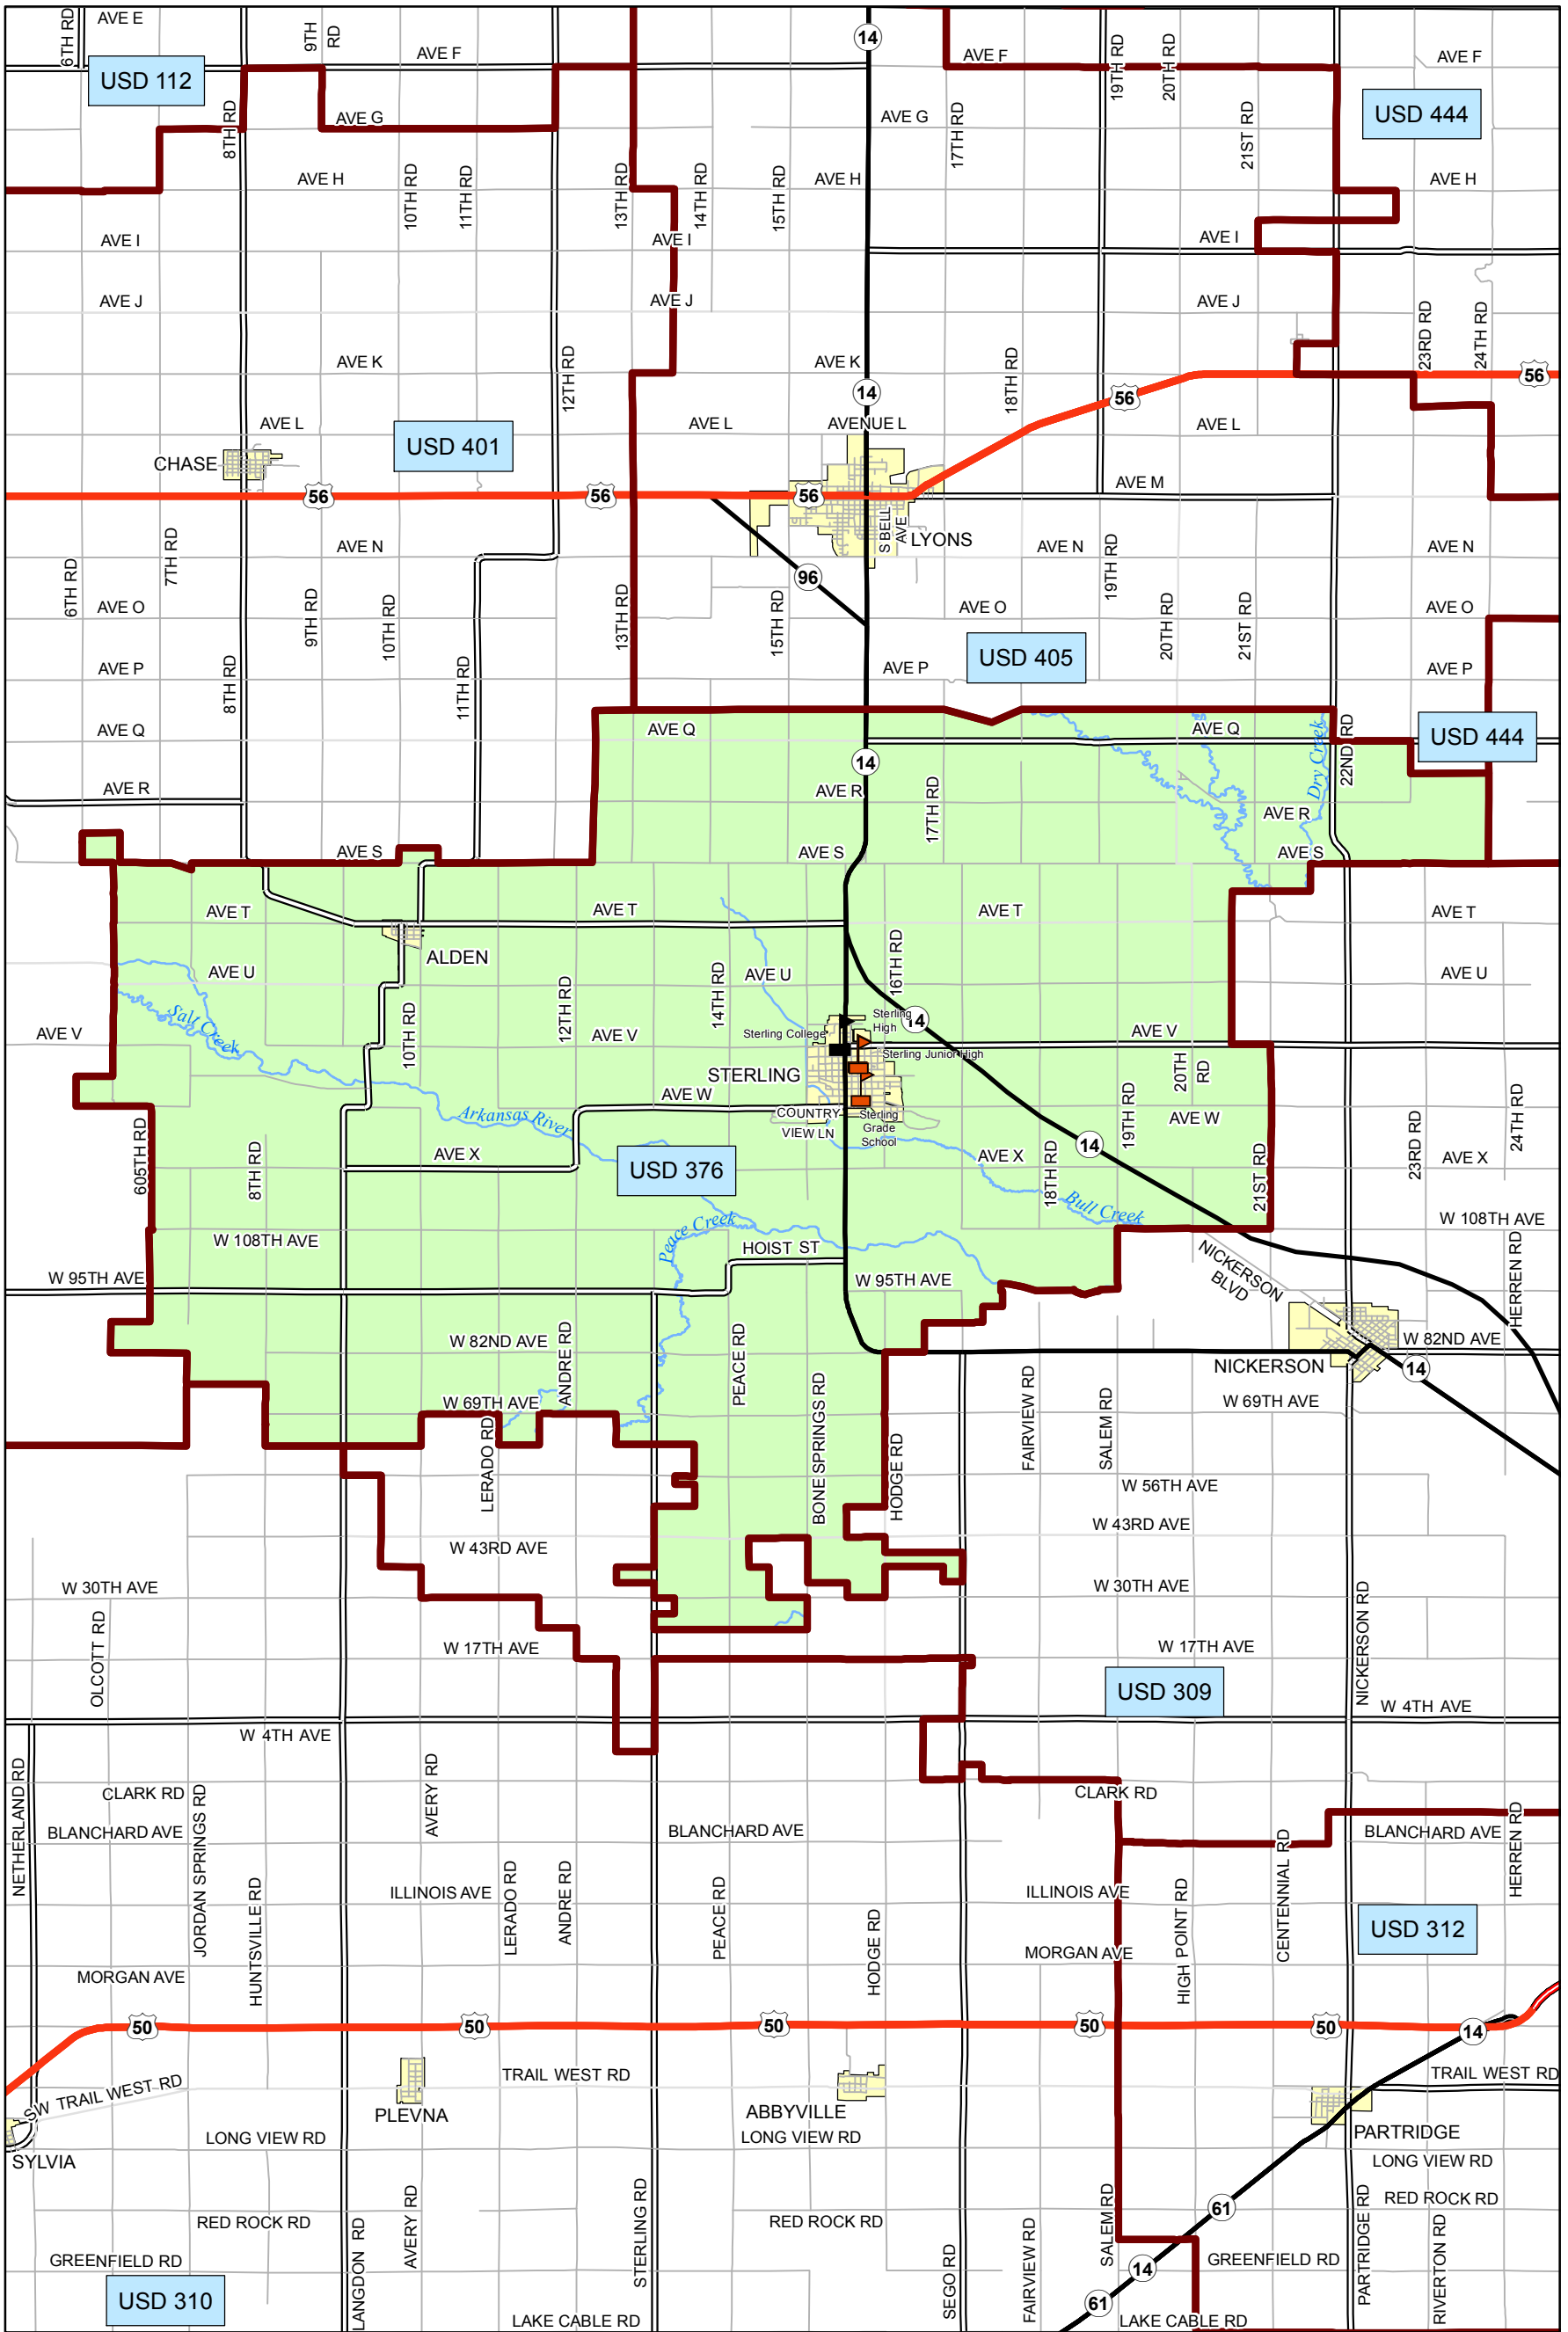 6TH RD
AVE E
9TH
RD
14
AVE F
AVE F
19TH RD
20TH RD
AVE F
USD 112
USD 444
8TH RD
AVE G
AVE G
17TH RD
21ST RD
AVE H
10TH RD
11TH RD
13TH RD
14TH RD
15TH RD
AVE H
AVE H
AVE I
AVE I
AVE I
AVE J
AVE J
AVE J
AVE K
12TH RD
AVE K
18TH RD
23RD RD
24TH RD
56
14
56
AVE L
USD 401
AVE L
AVENUE L
AVE L
CHASE
56
56
56
AVE M
7TH RD
AVE N
S BELL
AVE
LYONS
AVE N
19TH RD
AVE N
6TH RD
96
AVE O
9TH RD
10TH RD
13TH RD
15TH RD
AVE O
20TH RD
21ST RD
AVE O
8TH RD
11TH RD
USD 405
AVE P
AVE P
AVE P
AVE Q
AVE Q
AVE Q
22ND RD
USD 444
14
Dry Creek
AVE R
AVE R
17TH RD
AVE R
AVE S
AVE S
AVE S
AVE T
AVE T
AVE T
AVE T
ALDEN
16TH RD
AVE U
AVE U
AVE U
Salt Creek
10TH RD
12TH RD
14TH RD
Sterling
High
14
AVE V
AVE V
Sterling College
AVE V
Sterling Junior High
STERLING
20TH
RD
AVE W
Arkansas River
COUNTRY
VIEW LN
Sterling
Grade
School
19TH RD
AVE W
24TH RD
23RD RD
605TH RD
8TH RD
AVE X
USD 376
AVE X
18TH RD
14
21ST RD
AVE X
Peace Creek
Bull Creek
W 108TH AVE
W 108TH AVE
HOIST ST
NICKERSON
BLVD
HERREN RD
W 95TH AVE
W 95TH AVE
W 82ND AVE
ANDRE RD
PEACE RD
W 82ND AVE
NICKERSON
14
BONE SPRINGS RD
FAIRVIEW RD
SALEM RD
W 69TH AVE
W 69TH AVE
LERADO RD
HODGE RD
W 56TH AVE
W 43RD AVE
W 43RD AVE
W 30TH AVE
W 30TH AVE
NICKERSON RD
OLCOTT RD
W 17TH AVE
W 17TH AVE
USD 309
W 4TH AVE
W 4TH AVE
NETHERLAND RD
CLARK RD
JORDAN SPRINGS RD
AVERY RD
CLARK RD
BLANCHARD AVE
BLANCHARD AVE
BLANCHARD AVE
HERREN RD
HUNTSVILLE RD
ILLINOIS AVE
LERADO RD
ANDRE RD
PEACE RD
HODGE RD
ILLINOIS AVE
HIGH POINT RD
CENTENNIAL RD
USD 312
MORGAN AVE
MORGAN AVE
50
50
50
50
50
14
SW TRAIL WEST RD
TRAIL WEST RD
TRAIL WEST RD
PLEVNA
ABBYVILLE
PARTRIDGE
SYLVIA
LONG VIEW RD
LONG VIEW RD
LONG VIEW RD
61
RED ROCK RD
AVERY RD
STERLING RD
RED ROCK RD
SALEM RD
PARTRIDGE RD
RED ROCK RD
RIVERTON RD
GREENFIELD RD
LANGDON RD
SEGO RD
FAIRVIEW RD
14
GREENFIELD RD
USD 310
61
LAKE CABLE RD
LAKE CABLE RD